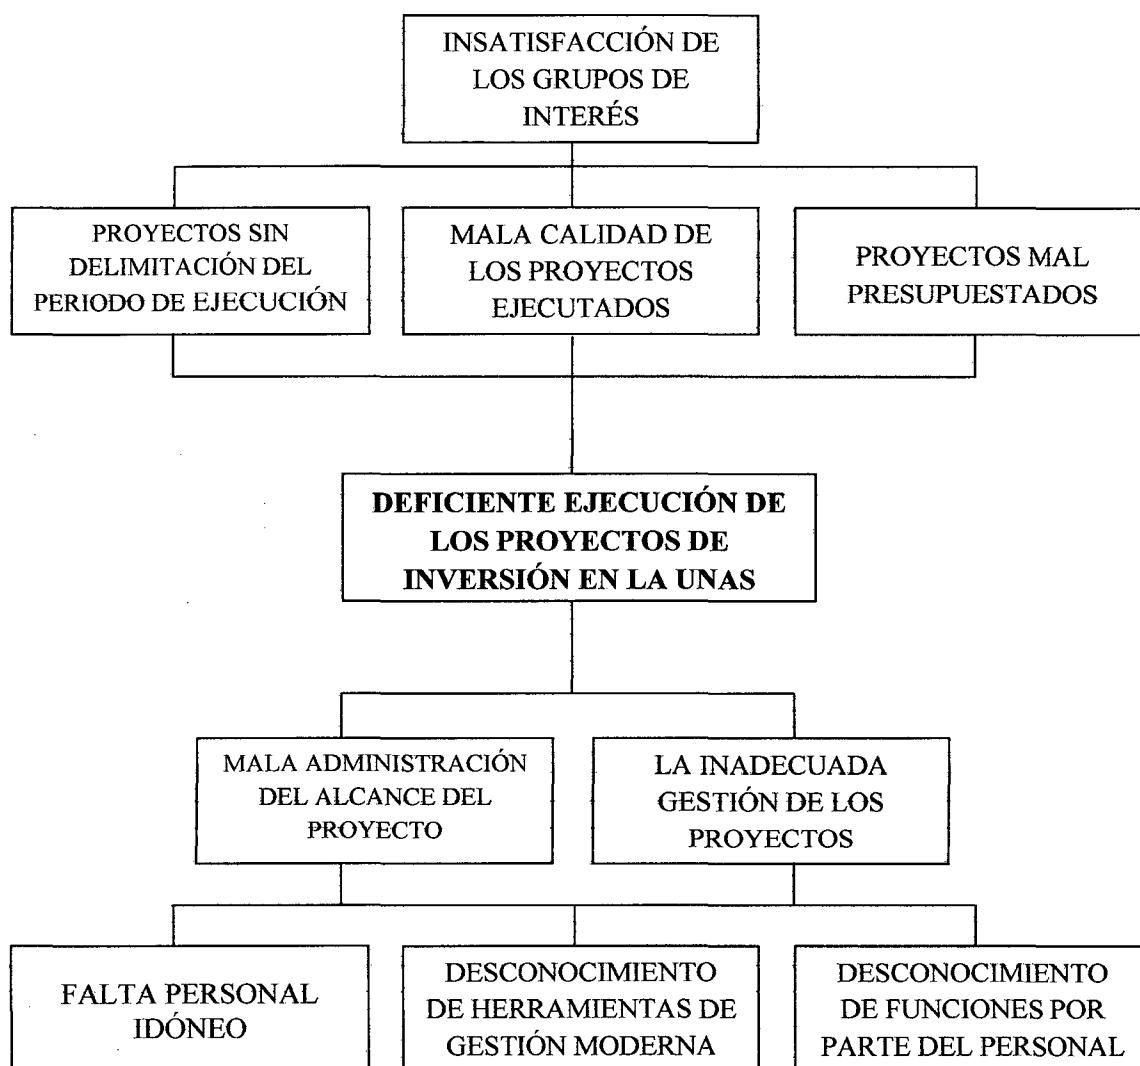 INSATISFACCIÓN DE
LOS GRUPOS DE
INTERÉS
PROYECTOS SIN
DELIMITACIÓN DEL
PERIODO DE EJECUCIÓN
MALA CALIDAD DE
LOS PROYECTOS
EJECUTADOS
PROYECTOS MAL
PRESUPUESTADOS
DEFICIENTE EJECUCIÓN DE
LOS PROYECTOS DE
INVERSIÓN EN LA UNAS
MALA ADMINISTRACIÓN
DEL ALCANCE DEL
PROYECTO
LA INADECUADA
GESTIÓN DE LOS
PROYECTOS
FALTA PERSONAL
IDÓNEO
DESCONOCIMIENTO
DE HERRAMIENTAS DE
GESTIÓN MODERNA
DESCONOCIMIENTO
DE FUNCIONES POR
PARTE DEL PERSONAL